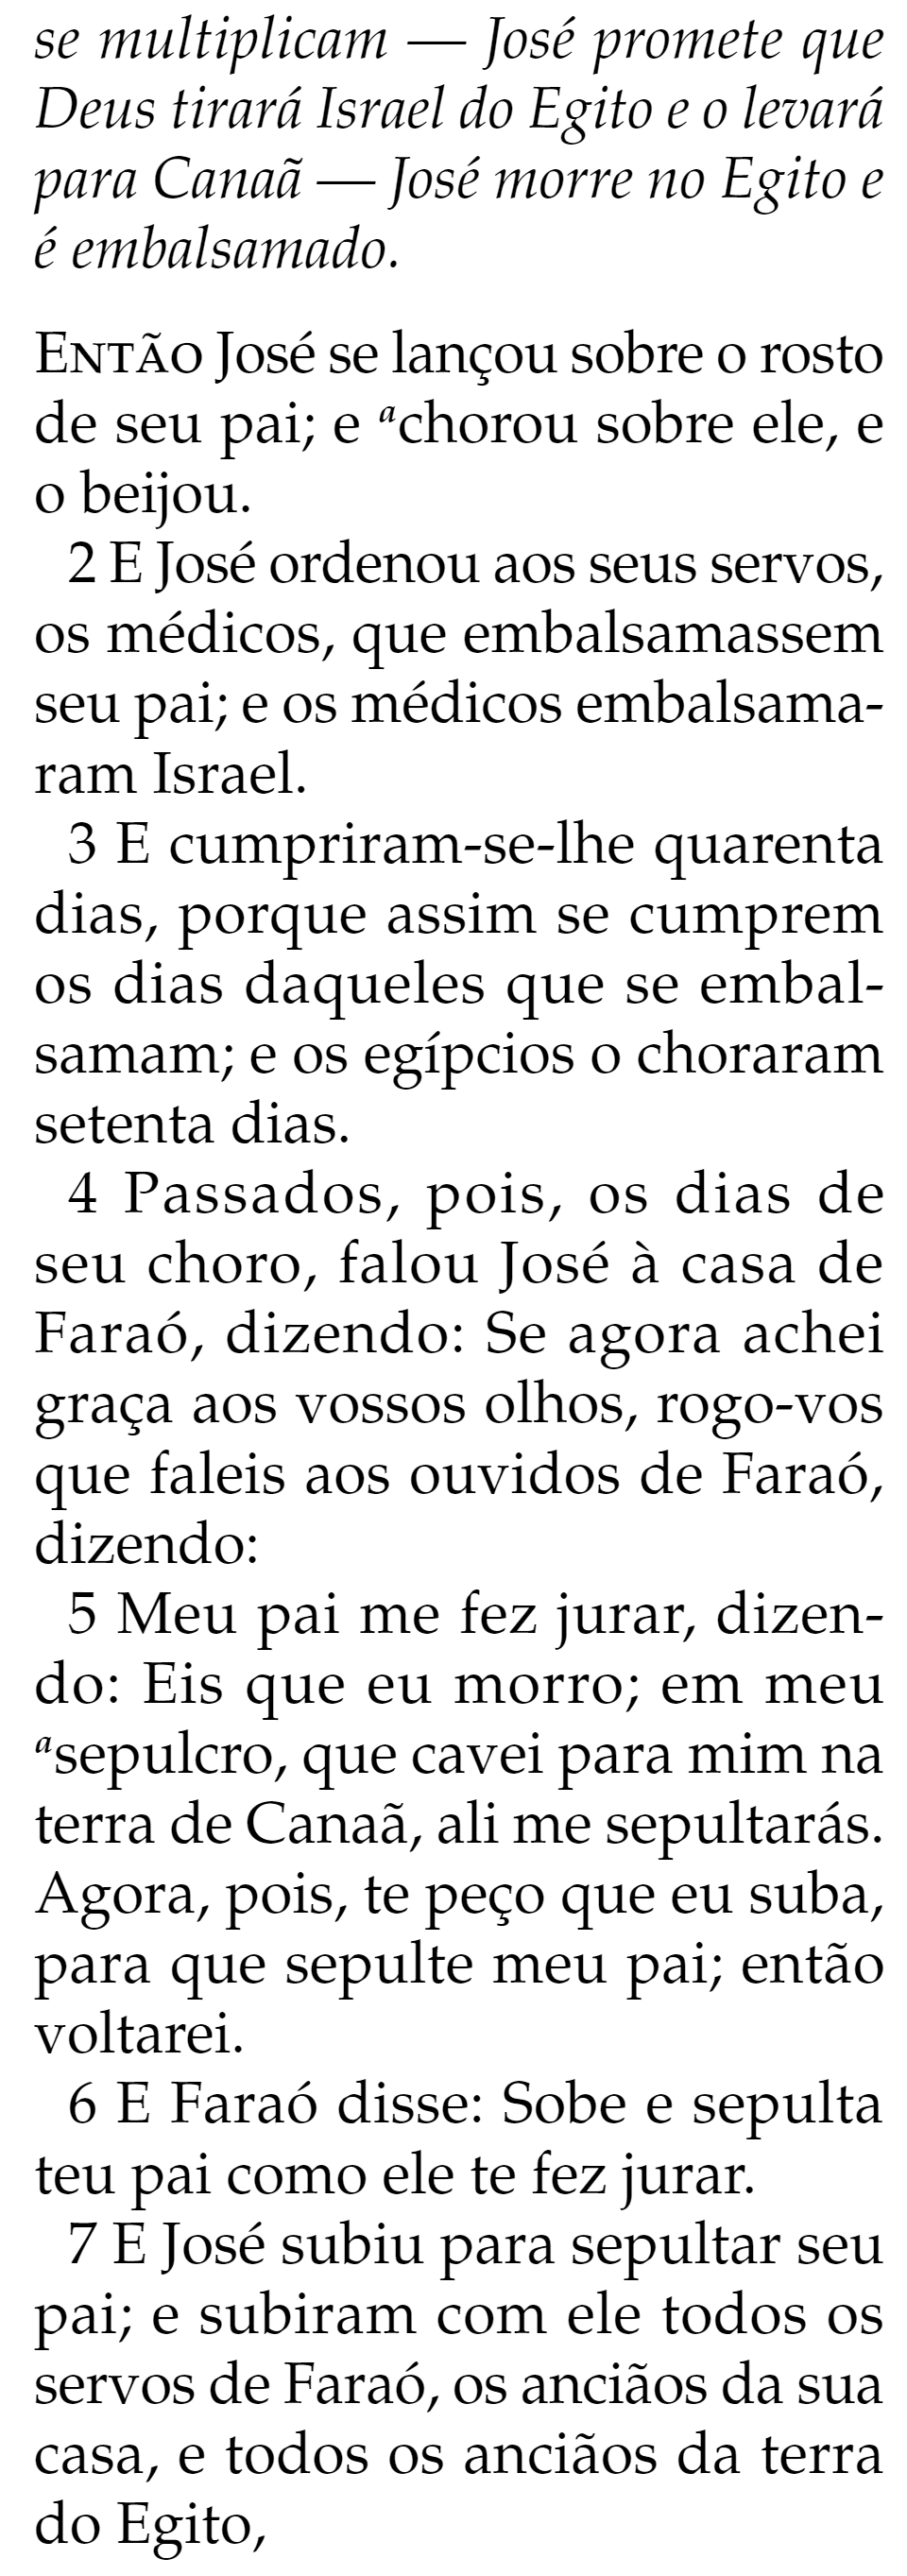 se multiplicam — José promete que
Deus tirará Israel do Egito e o levará
para Canaã — José morre no Egito e
é embalsamado.
Então José se lançou sobre o rosto
de seu pai; e achorou sobre ele, e
o beijou.
2 E José ordenou aos seus servos,
os médicos, que embalsamassem
seu pai; e os médicos embalsama-
ram Israel.
3 E cumpriram-se-lhe quarenta
dias, porque assim se cumprem
os dias daqueles que se embal-
samam; e os egípcios o choraram
setenta dias.
4 Passados, pois, os dias de
seu choro, falou José à casa de
Faraó, dizendo: Se agora achei
graça aos vossos olhos, rogo-vos
que faleis aos ouvidos de Faraó,
dizendo:
5 Meu pai me fez jurar, dizen-
do: Eis que eu morro; em meu
asepulcro, que cavei para mim na
terra de Canaã, ali me sepultarás.
Agora, pois, te peço que eu suba,
para que sepulte meu pai; então
voltarei.
6 E Faraó disse: Sobe e sepulta
teu pai como ele te fez jurar.
7 E José subiu para sepultar seu
pai; e subiram com ele todos os
servos de Faraó, os anciãos da sua
casa, e todos os anciãos da terra
do Egito,